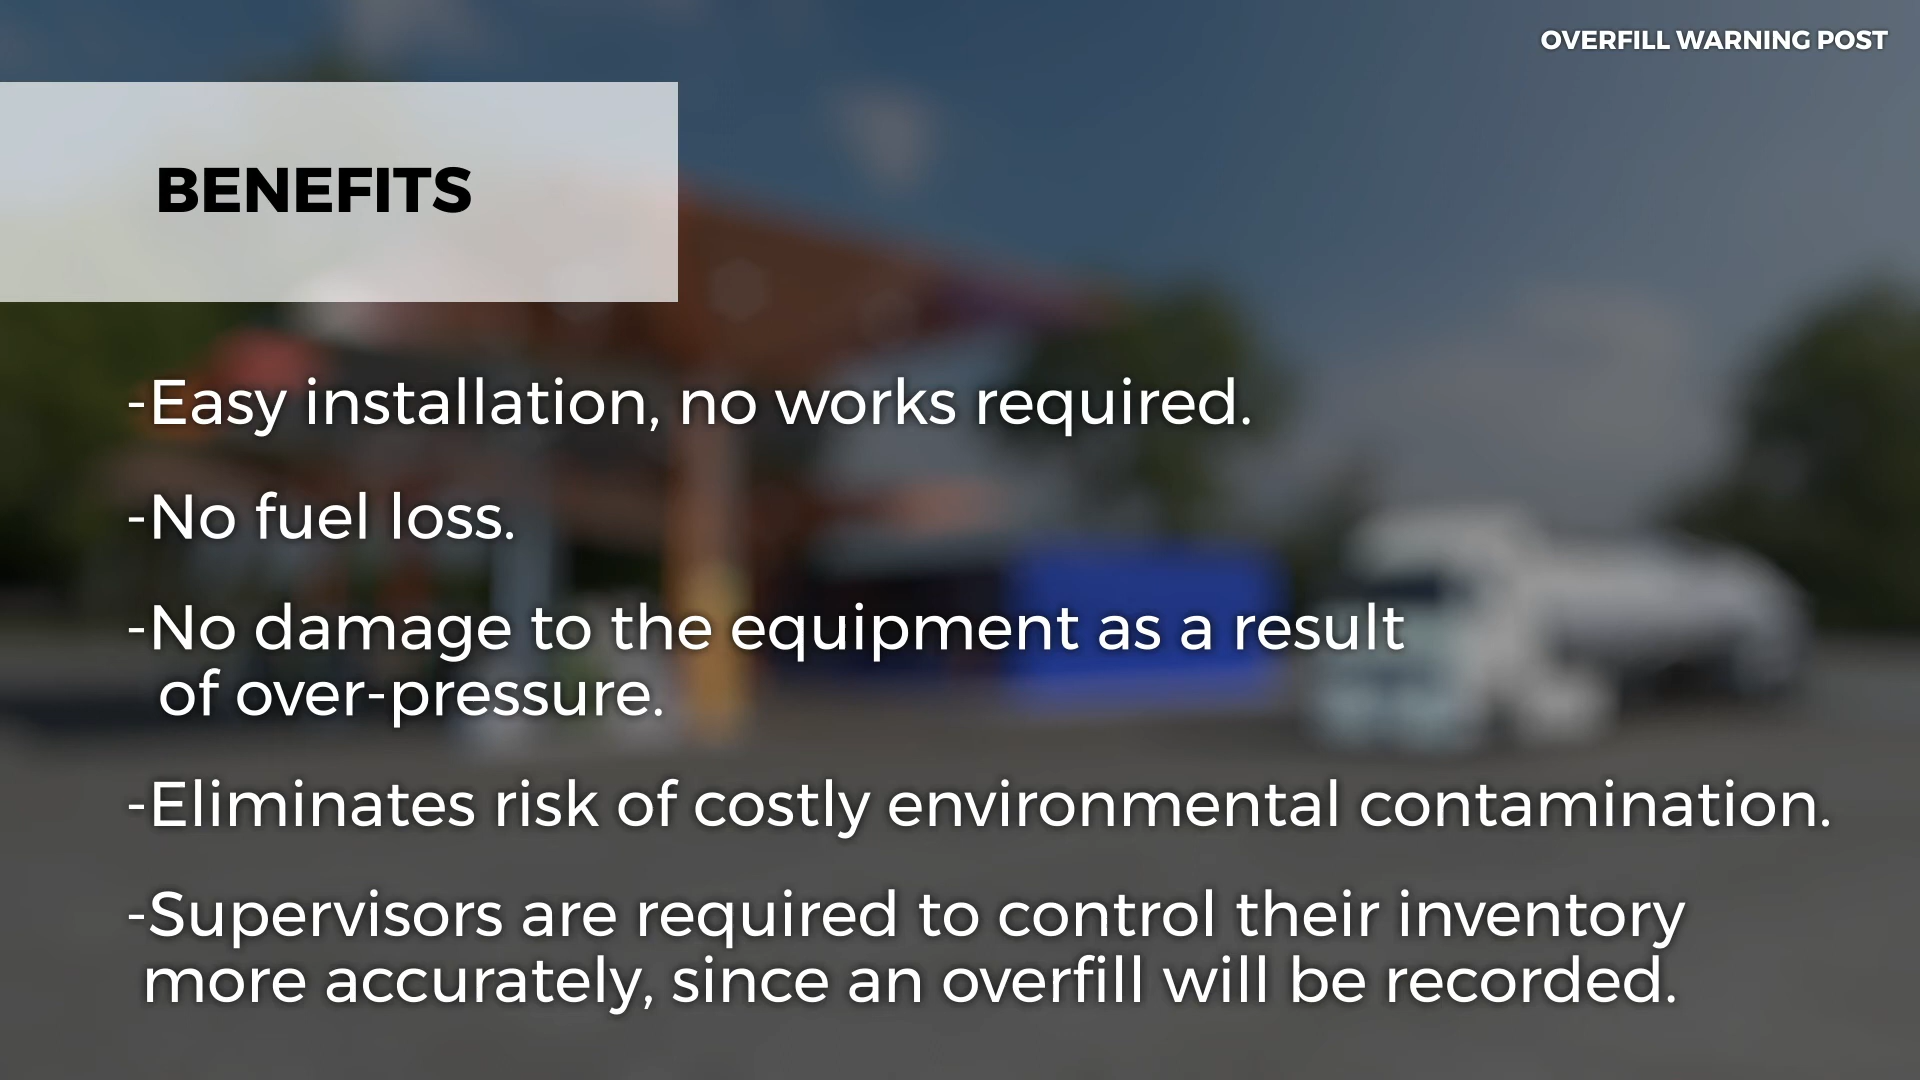 OVERFILL WARNING POST
BENEFITS
-Easy installation, no works required.
-No fuel loss.
-No damage to the equipment as a result
of over-pressure.
-Eliminates risk of costly environmental contamination.
-Supervisors are required to control their inventory
more accurately, since an overfill will be recorded.